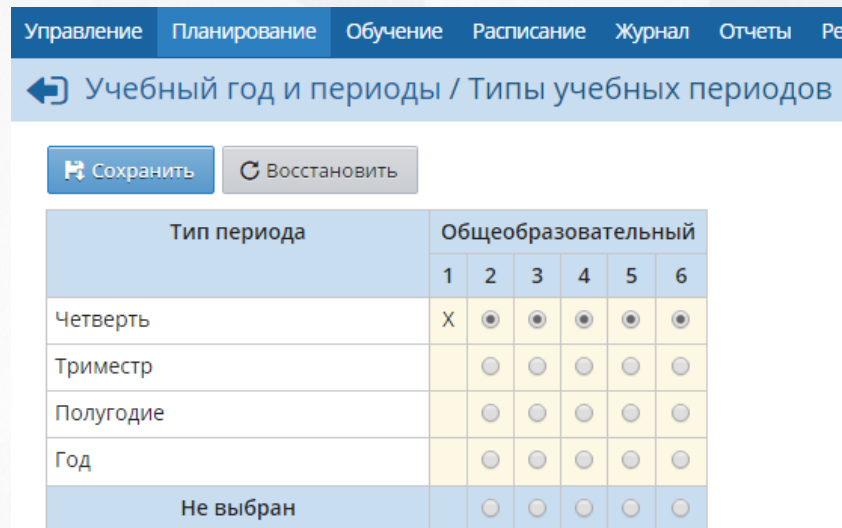 Управление Планирование Обучение Расписание Журнал Отчеты Ре
Учебный год и периоды / Типы учебных периодов
Сохранить Восстановить
Тип периода Общеобразовательный
1 2 3 4 5 6
Четверть X
Триместр
Полугодие
Год
Не выбран